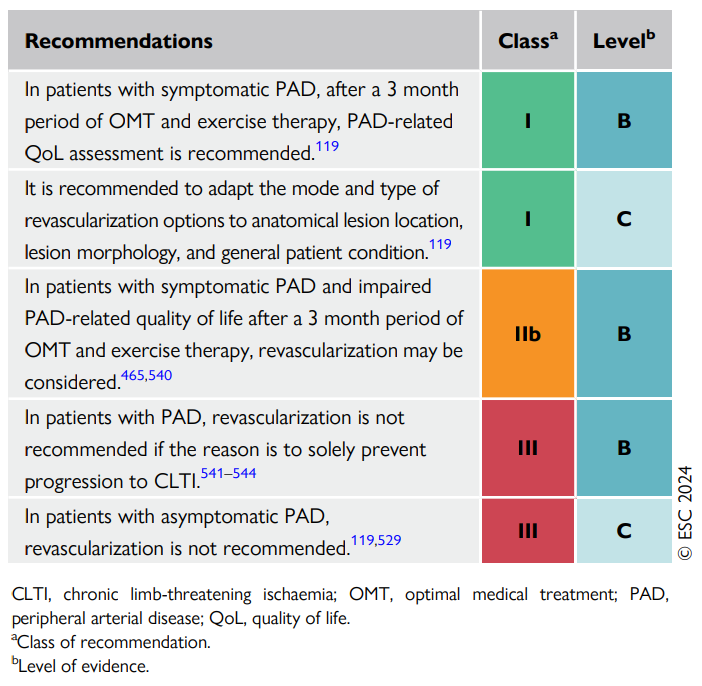 Recommendations Classᵃ Levelᵇ
In patients with symptomatic PAD, after a 3 month
period of OMT and exercise therapy, PAD-related
QoL assessment is recommended.¹¹⁹
I B
It is recommended to adapt the mode and type of
revascularization options to anatomical lesion location,
lesion morphology, and general patient condition.¹¹⁹
I C
In patients with symptomatic PAD and impaired
PAD-related quality of life after a 3 month period of
OMT and exercise therapy, revascularization may be
considered.⁴⁶⁵,⁵⁴⁰
IIb B
In patients with PAD, revascularization is not
recommended if the reason is to solely prevent
progression to CLTI.⁵⁴¹–⁵⁴⁴
III B
In patients with asymptomatic PAD,
revascularization is not recommended.¹¹⁹,⁵²⁹
III C
© ESC 2024
CLTI, chronic limb-threatening ischaemia; OMT, optimal medical treatment; PAD,
peripheral arterial disease; QoL, quality of life.
ᵃClass of recommendation.
ᵇLevel of evidence.